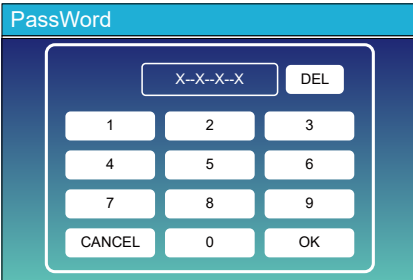 PassWord
X--X--X--X DEL
1 2 3
4 5 6
7 8 9
CANCEL 0 OK